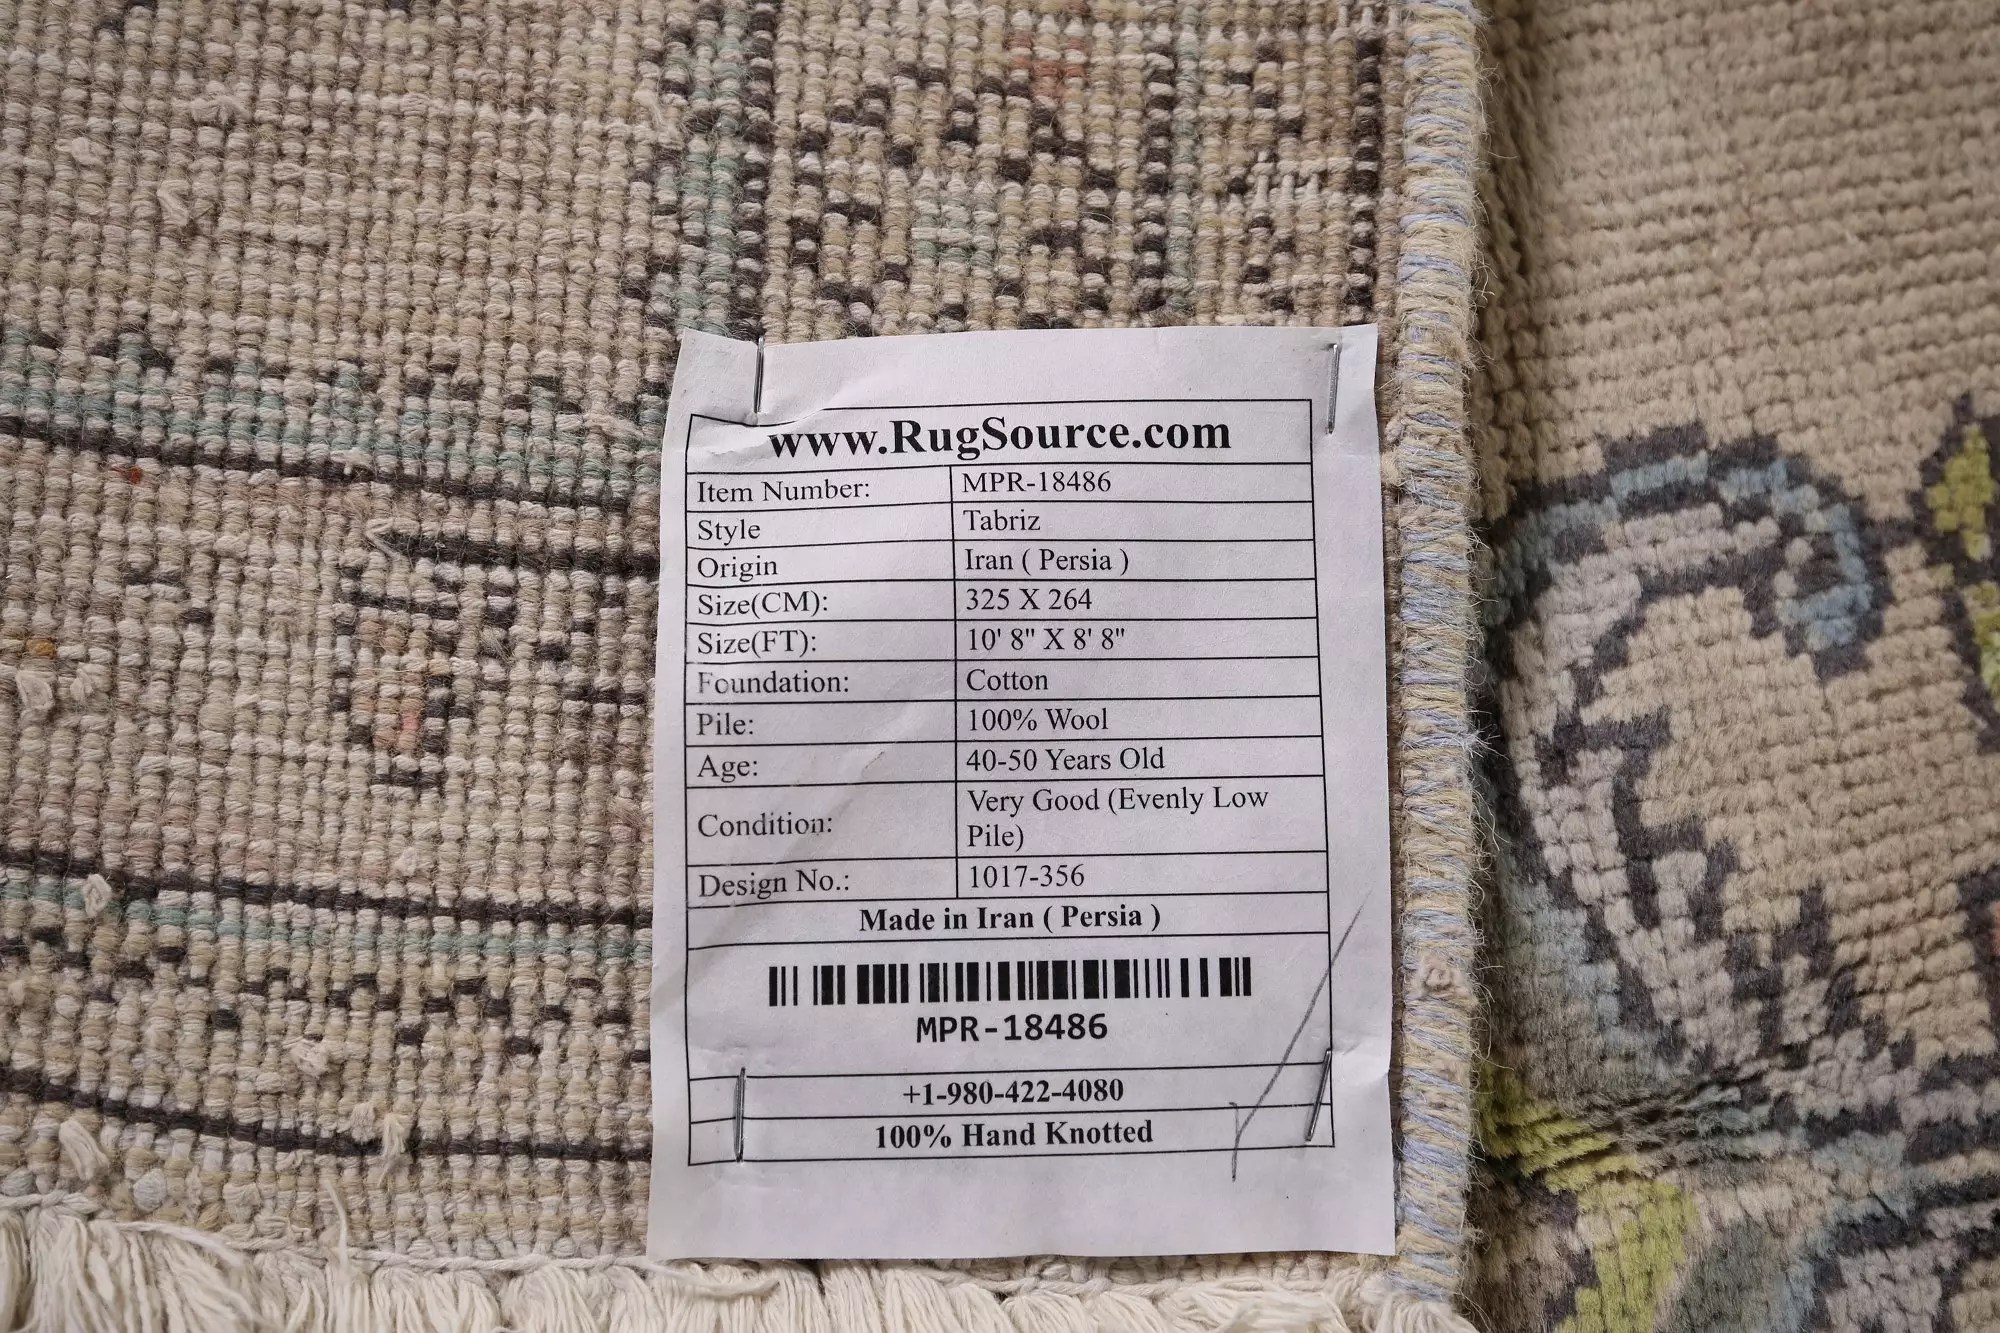 www.RugSource.com
Item Number: MPR-18486
Style Tabriz
Origin Iran ( Persia )
Size(CM): 325 X 264
Size(FT): 10' 8" X 8' 8"
Foundation: Cotton
Pile: 100% Wool
Age: 40-50 Years Old
Condition: Very Good (Evenly Low
Pile)
Design No.: 1017-356
Made in Iran ( Persia )
MPR-18486
+1-980-422-4080
100% Hand Knotted